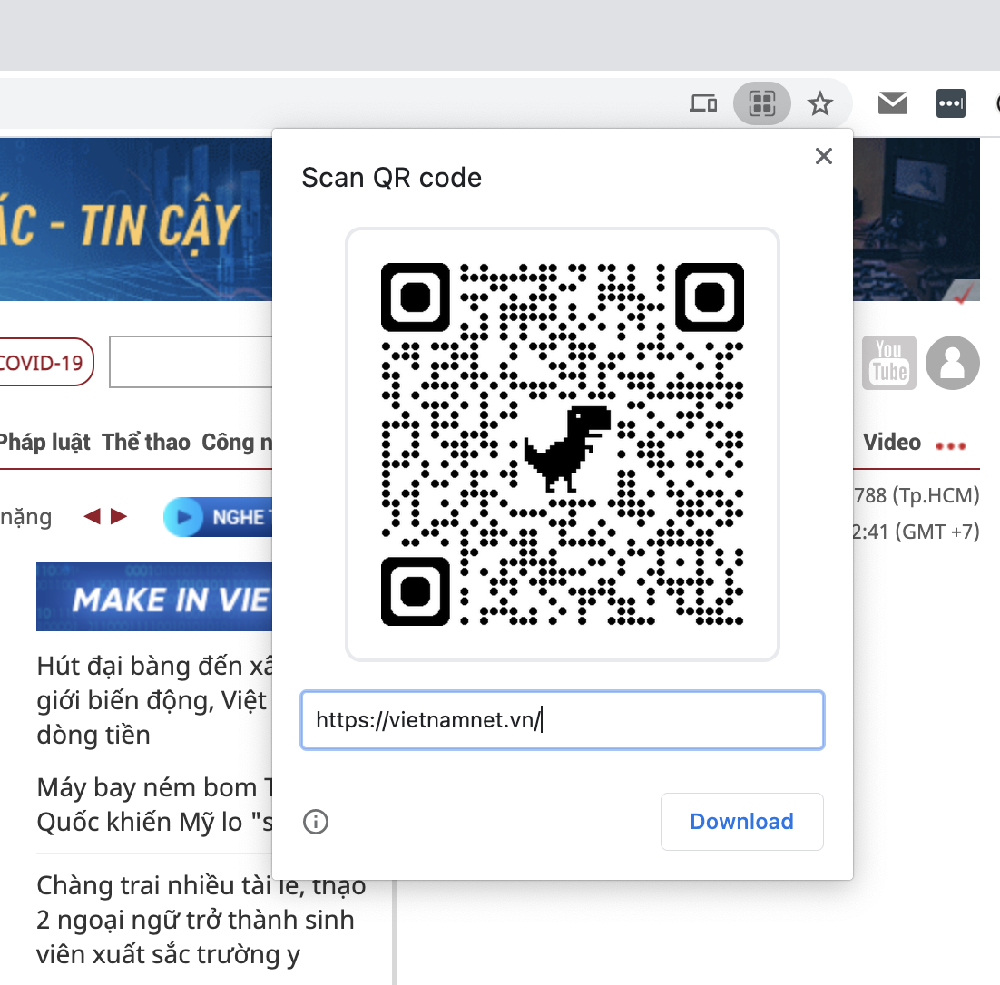 TIN CẬY
Scan QR code
COVID-19
You
Tube
Pháp luật Thể thao Công
Video
nặng
NGHE
788 (Tp.HCM)
2:41 (GMT +7)
MAKE IN
Hút đại bàng đến
giới biến động, Việt
dòng tiền
https://vietnamnet.vn/
Máy bay ném bom
Quốc khiến Mỹ lo
Download
Chàng trai nhiều tài lẻ, thạo
2 ngoại ngữ trở thành sinh
viên xuất sắc trường y